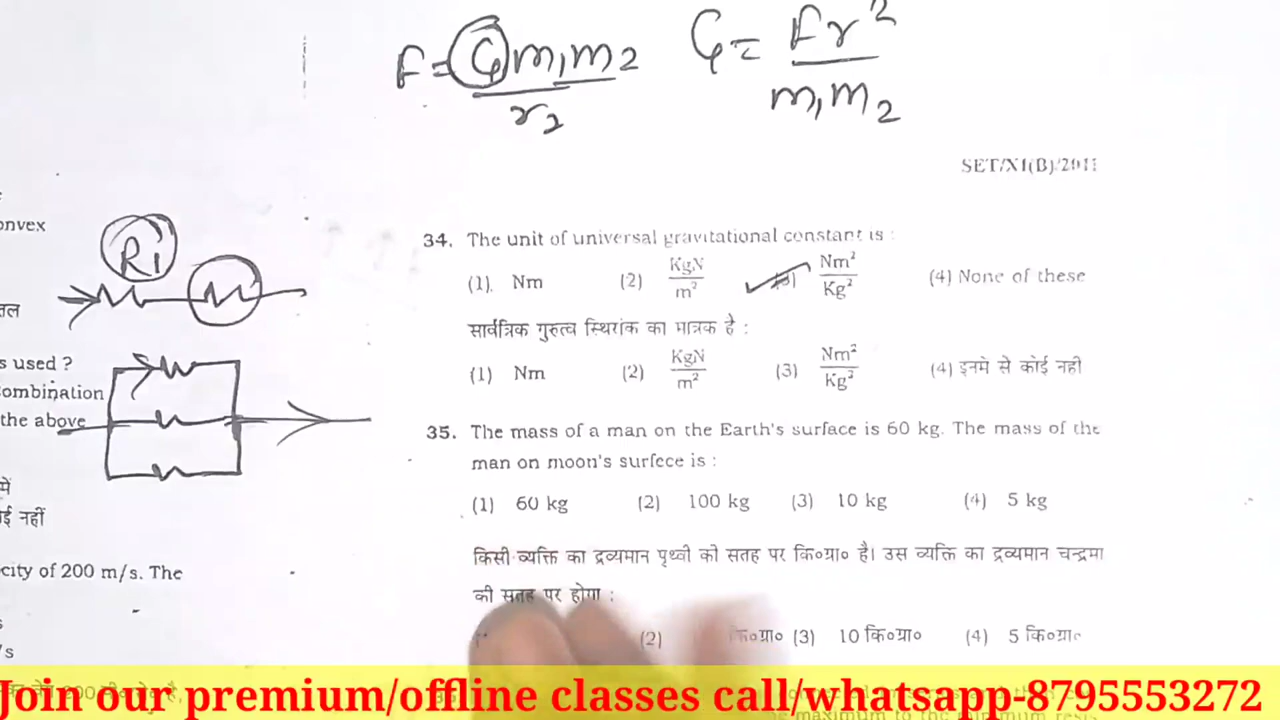 F = G m1 m2 / r2
G = F r² / m1 m2
SET/XI(B)/2011
onvex
R1
तल
s used ?
ombination
the above
में
ई नहीं
city of 200 m/s. The
s
/s
34. The unit of universal gravitational constant is :
(1) Nm (2) KgN/m² (3) Nm²/Kg² (4) None of these
सार्वत्रिक गुरुत्व स्थिरांक का मात्रक है :
(1) Nm (2) KgN/m² (3) Nm²/Kg² (4) इनमे से कोई नही
35. The mass of a man on the Earth's surface is 60 kg. The mass of the
man on moon's surfece is :
(1) 60 kg (2) 100 kg (3) 10 kg (4) 5 kg
किसी व्यक्ति का द्रव्यमान पृथ्वी की सतह पर कि०ग्रा० है। उस व्यक्ति का द्रव्यमान चन्द्रमा
की सतह पर होगा :
(2) कि०ग्रा० (3) 10 कि०ग्रा० (4) 5 कि०ग्रा०
Join our premium/offline classes call/whatsapp-8795553272